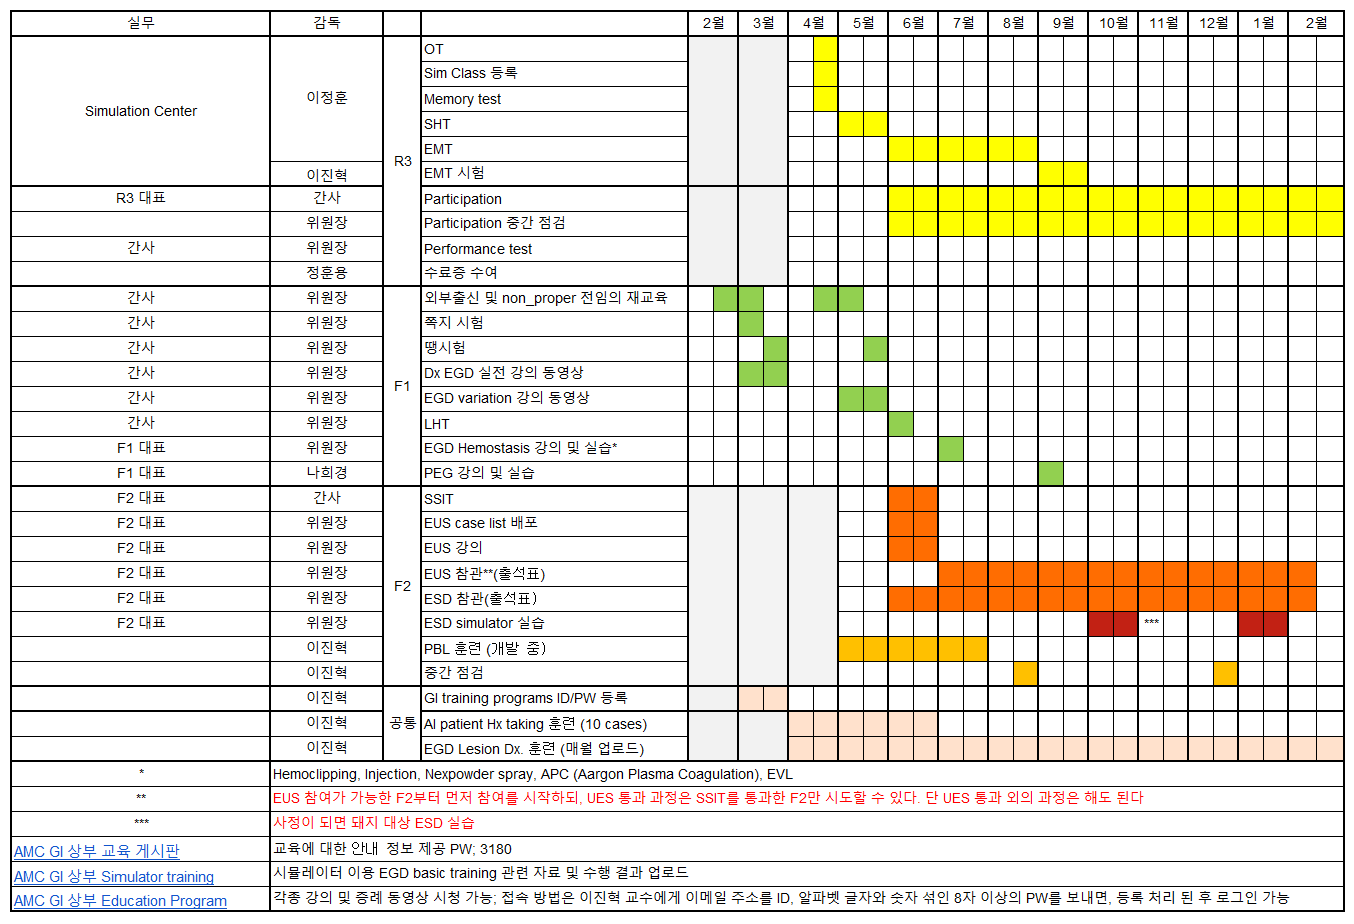 실무 감독 2월 3월 4월 5월 6월 7월 8월 9월 10월 11월 12월 1월 2월
Simulation Center 이정훈 R3 OT
Sim Class 등록
Memory test
SHT
EMT
이진혁 EMT 시험
R3 대표 간사 Participation
위원장 Participation 중간 점검
간사 위원장 Performance test
정훈용 수료증 수여
간사 위원장 F1 외부출신 및 non_proper 전임의 재교육
간사 위원장 쪽지 시험
간사 위원장 땡시험
간사 위원장 Dx EGD 실전 강의 동영상
간사 위원장 EGD variation 강의 동영상
간사 위원장 LHT
F1 대표 위원장 EGD Hemostasis 강의 및 실습*
F1 대표 나희경 PEG 강의 및 실습
F2 대표 간사 F2 SSIT
F2 대표 위원장 EUS case list 배포
F2 대표 위원장 EUS 강의
F2 대표 위원장 EUS 참관**(출석표)
F2 대표 위원장 ESD 참관(출석표)
F2 대표 위원장 ESD simulator 실습 ***
이진혁 PBL 훈련 (개발 중)
이진혁 중간 점검
이진혁 공통 GI training programs ID/PW 등록
이진혁 AI patient Hx taking 훈련 (10 cases)
이진혁 EGD Lesion Dx. 훈련 (매월 업로드)
* Hemoclipping, Injection, Nexpowder spray, APC (Aargon Plasma Coagulation), EVL
** EUS 참여가 가능한 F2부터 먼저 참여를 시작하되, UES 통과 과정은 SSIT를 통과한 F2만 시도할 수 있다. 단 UES 통과 외의 과정은 해도 된다
*** 사정이 되면 돼지 대상 ESD 실습
AMC GI 상부 교육 게시판 교육에 대한 안내 정보 제공 PW; 3180
AMC GI 상부 Simulator training 시뮬레이터 이용 EGD basic training 관련 자료 및 수행 결과 업로드
AMC GI 상부 Education Program 각종 강의 및 증례 동영상 시청 가능; 접속 방법은 이진혁 교수에게 이메일 주소를 ID, 알파벳 글자와 숫자 섞인 8자 이상의 PW를 보내면, 등록 처리 된 후 로그인 가능